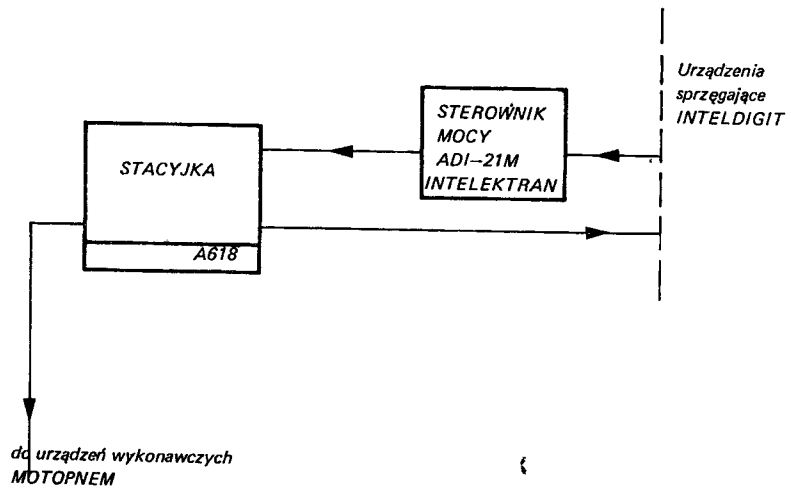 Urządzenia
sprzęgające
INTELDIGIT
STEROWNIK
MOCY
ADI-21M
INTELEKTRAN
STACYJKA
A618
do urządzeń wykonawczych
MOTOPNEM